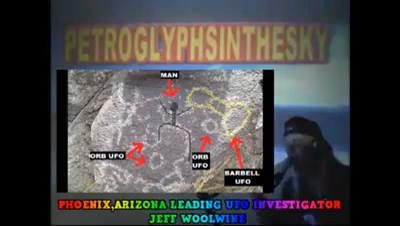 PETROGLYPHSINTHESKY
MAN
ORB UFO
ORB
UFO
BARBELL
UFO
PHOENIX,ARIZONA LEADING UFO INVESTIGATOR
JEFF WOOLWINE